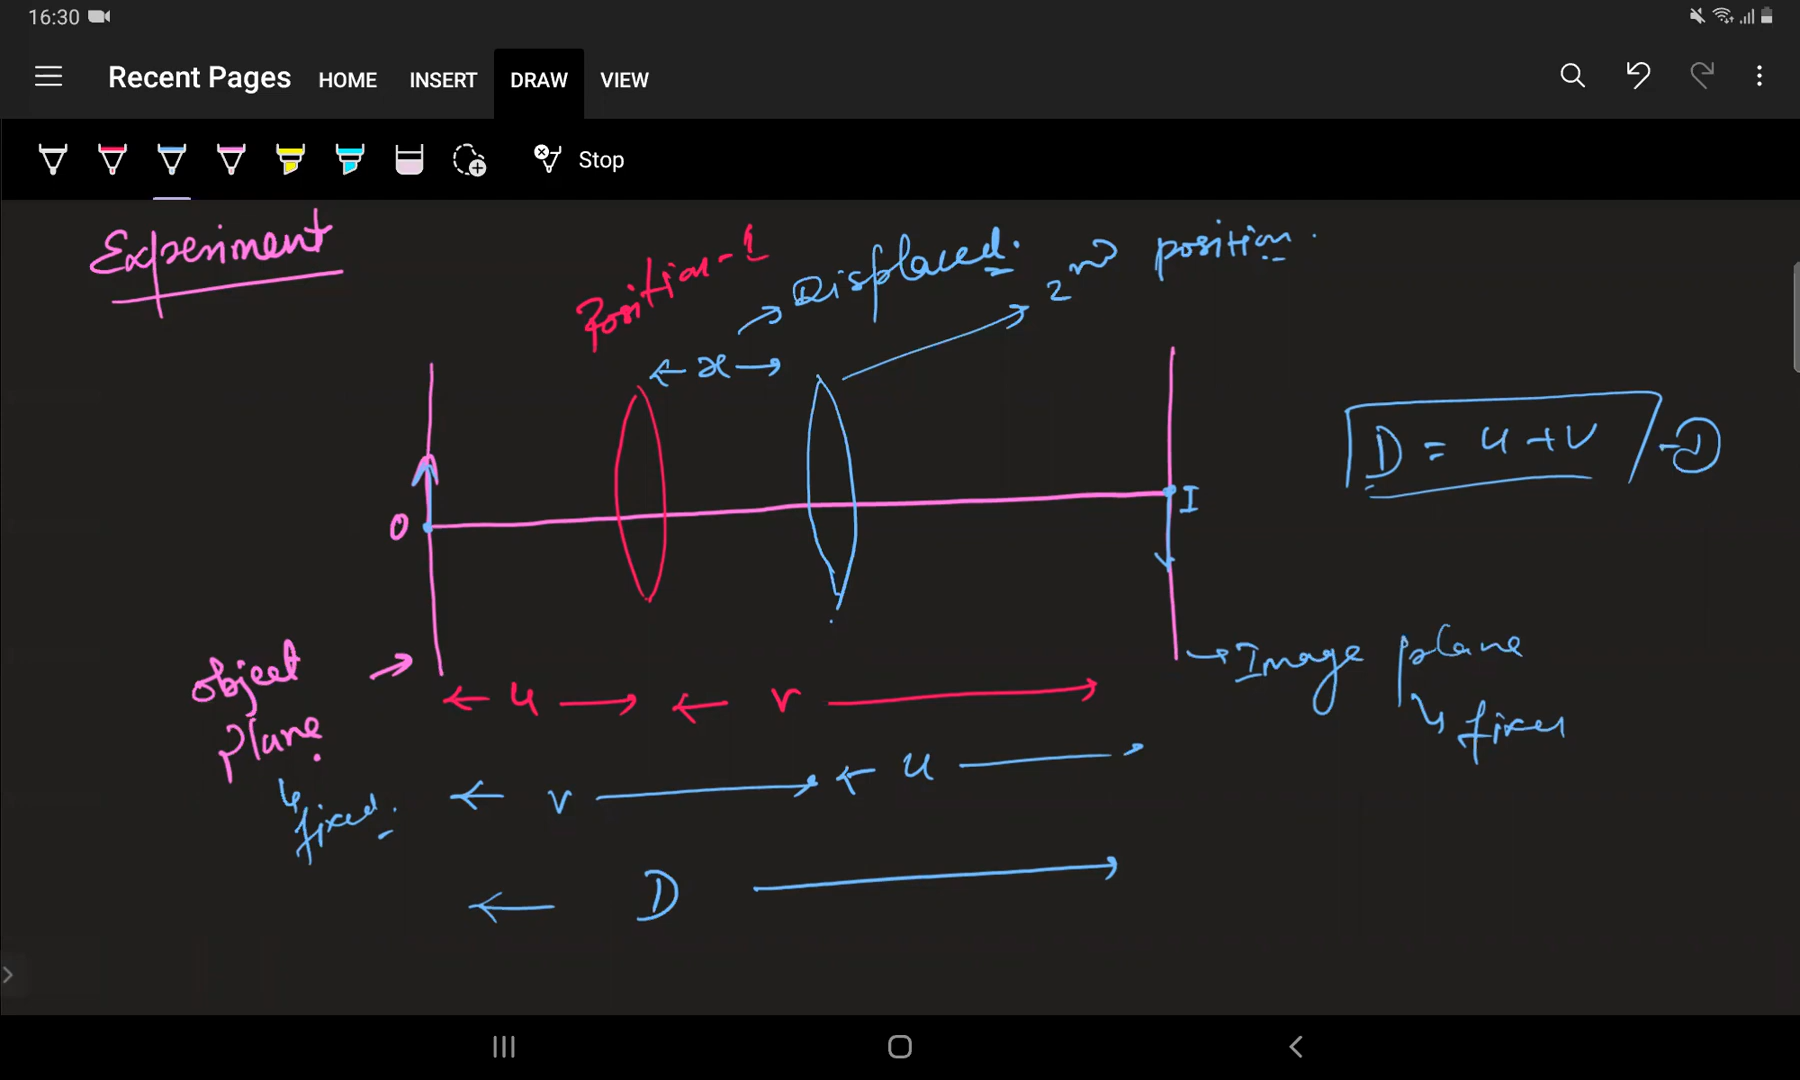 16:30
Recent Pages HOME INSERT DRAW VIEW
Stop
Experiment
Position-1
Displaced.
2nd position.
← x →
D = u + v -①
O
I
Object
Plane.
↳ fixed.
→ Image plane
↳ fixed
← u → ← v →
← v → ← u →
← D →